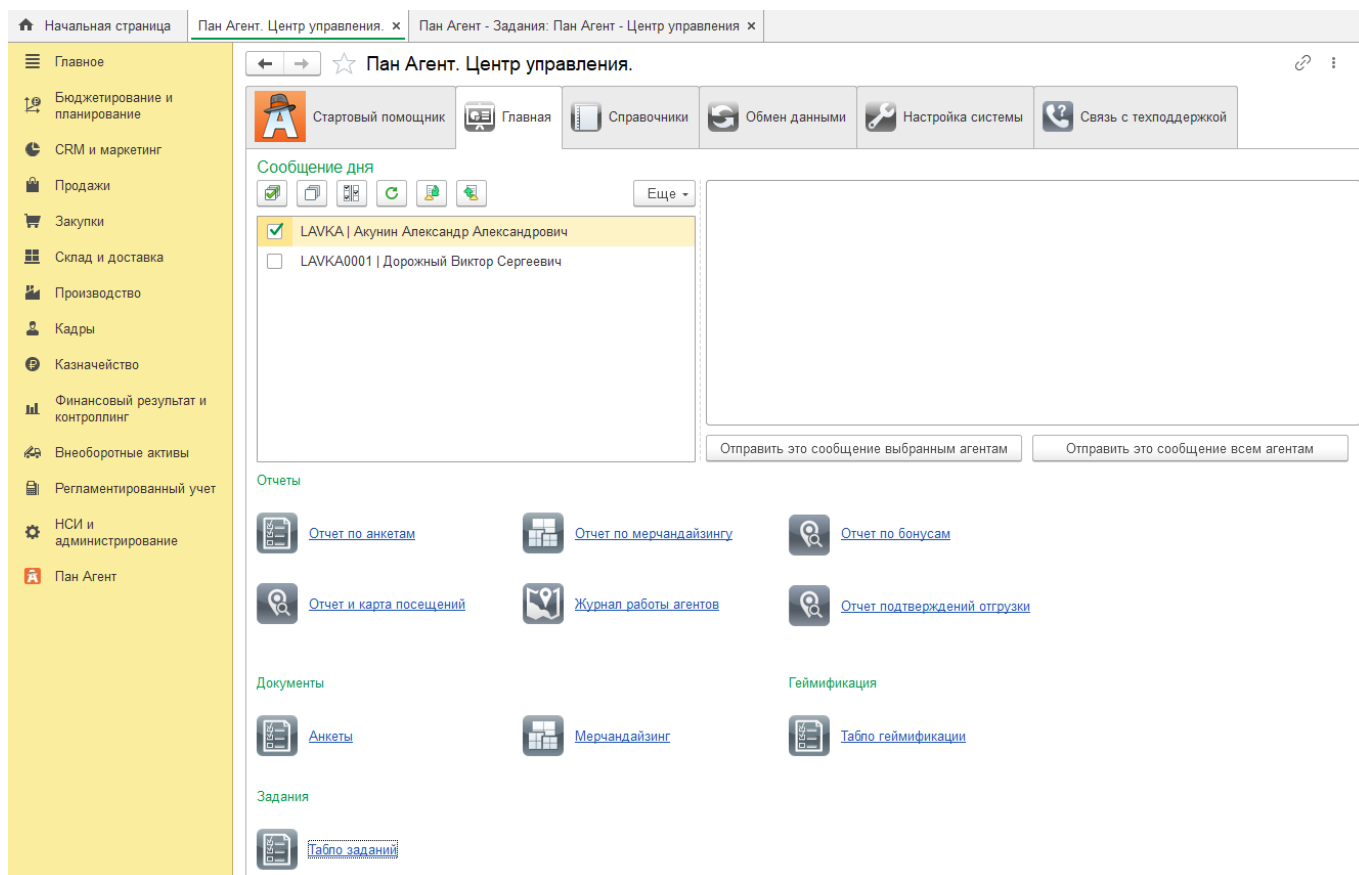 Начальная страница
Пан Агент. Центр управления. ×
Пан Агент - Задания: Пан Агент - Центр управления ×
Главное
Бюджетирование и
планирование
CRM и маркетинг
Продажи
Закупки
Склад и доставка
Производство
Кадры
Казначейство
Финансовый результат и
контроллинг
Внеоборотные активы
Регламентированный учет
НСИ и
администрирование
Пан Агент
Пан Агент. Центр управления.
Стартовый помощник
Главная
Справочники
Обмен данными
Настройка системы
Связь с техподдержкой
Сообщение дня
Еще
LAVKA | Акунин Александр Александрович
LAVKA0001 | Дорожный Виктор Сергеевич
Отправить это сообщение выбранным агентам
Отправить это сообщение всем агентам
Отчеты
Отчет по анкетам
Отчет по мерчандайзингу
Отчет по бонусам
Отчет и карта посещений
Журнал работы агентов
Отчет подтверждений отгрузки
Документы
Геймификация
Анкеты
Мерчандайзинг
Табло геймификации
Задания
Табло заданий